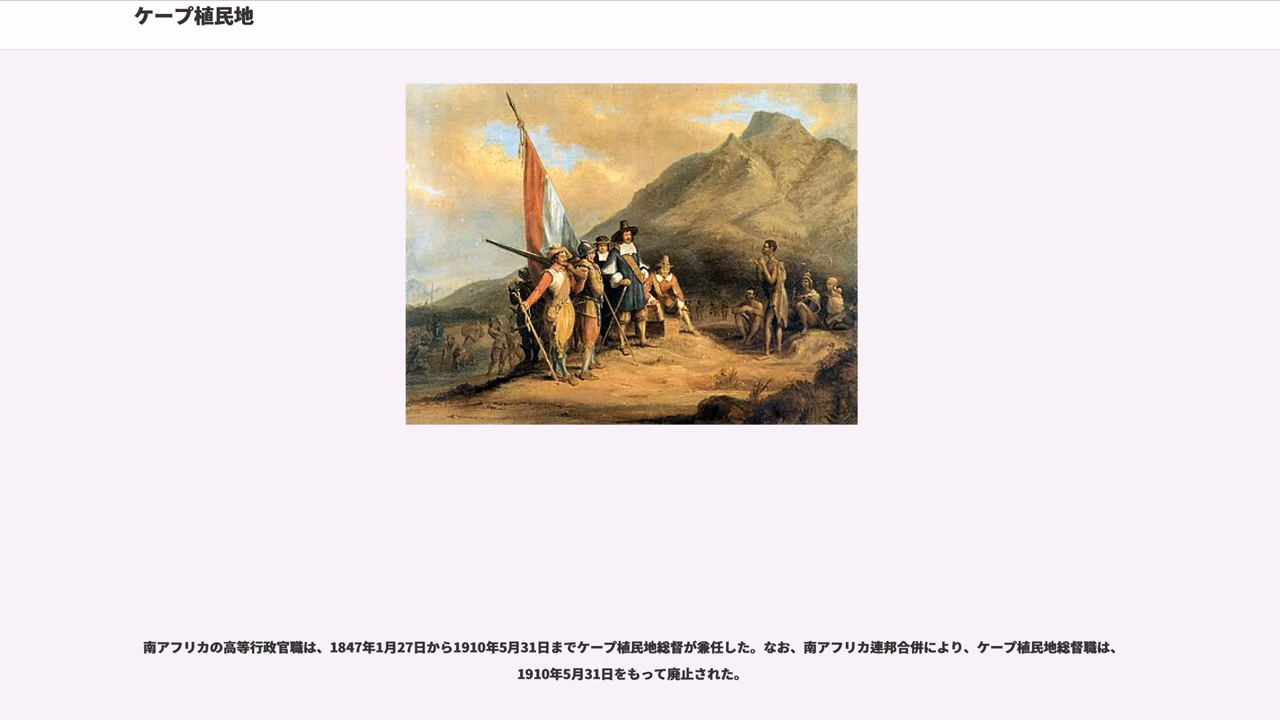 ケープ植民地
南アフリカの高等行政官職は、1847年1月27日から1910年5月31日までケープ植民地総督が兼任した。なお、南アフリカ連邦合併により、ケープ植民地総督職は、
1910年5月31日をもって廃止された。